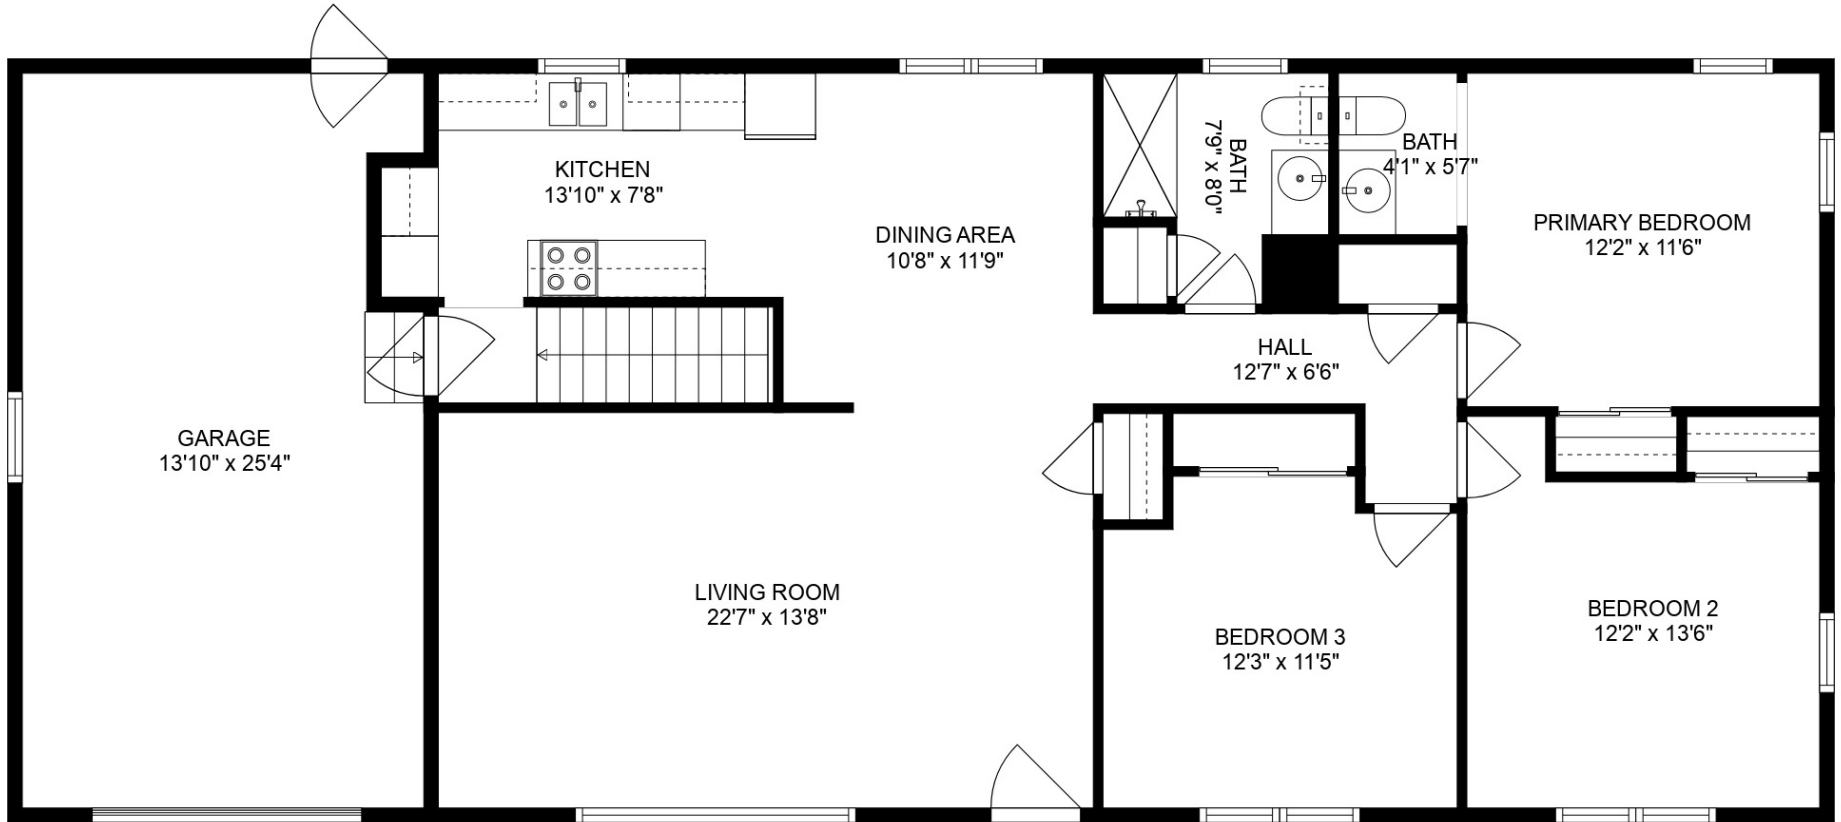 KITCHEN
13'10" x 7'8"
DINING AREA
10'8" x 11'9"
BATH
7'9" x 8'0"
BATH
4'1" x 5'7"
PRIMARY BEDROOM
12'2" x 11'6"
HALL
12'7" x 6'6"
GARAGE
13'10" x 25'4"
LIVING ROOM
22'7" x 13'8"
BEDROOM 3
12'3" x 11'5"
BEDROOM 2
12'2" x 13'6"